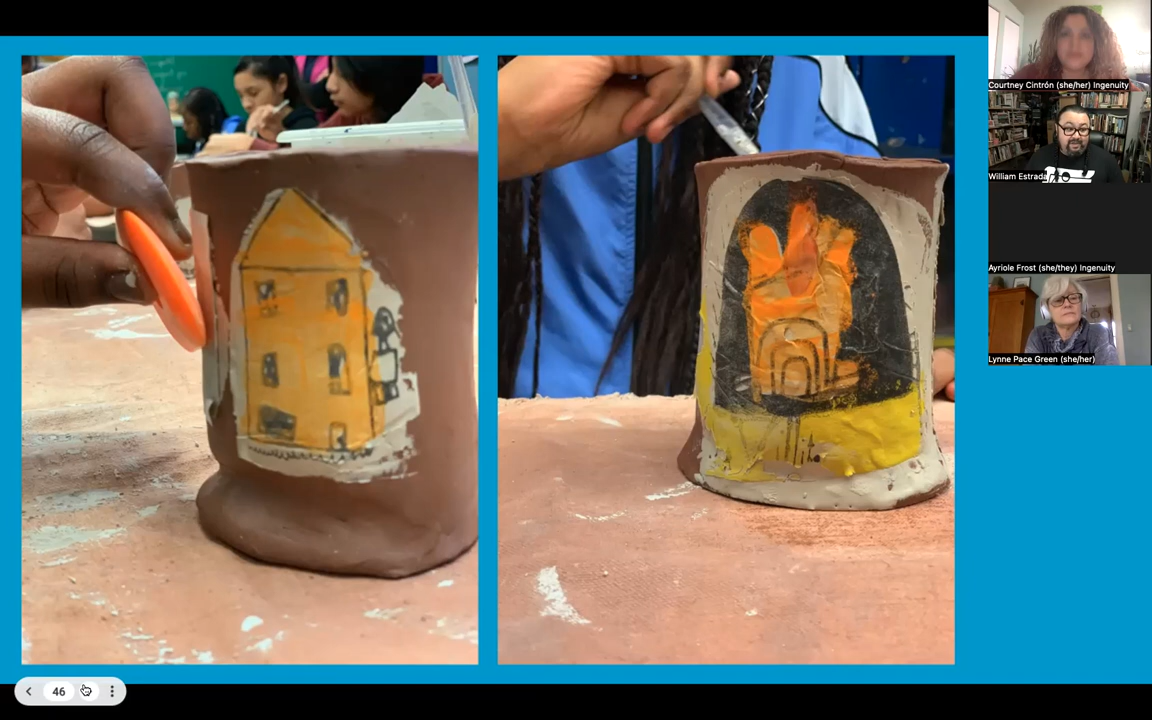 Courtney Cintrón (she/her) Ingenuity
William Estrada
Ayriole Frost (she/they) Ingenuity
Lynne Pace Green (she/her)
46